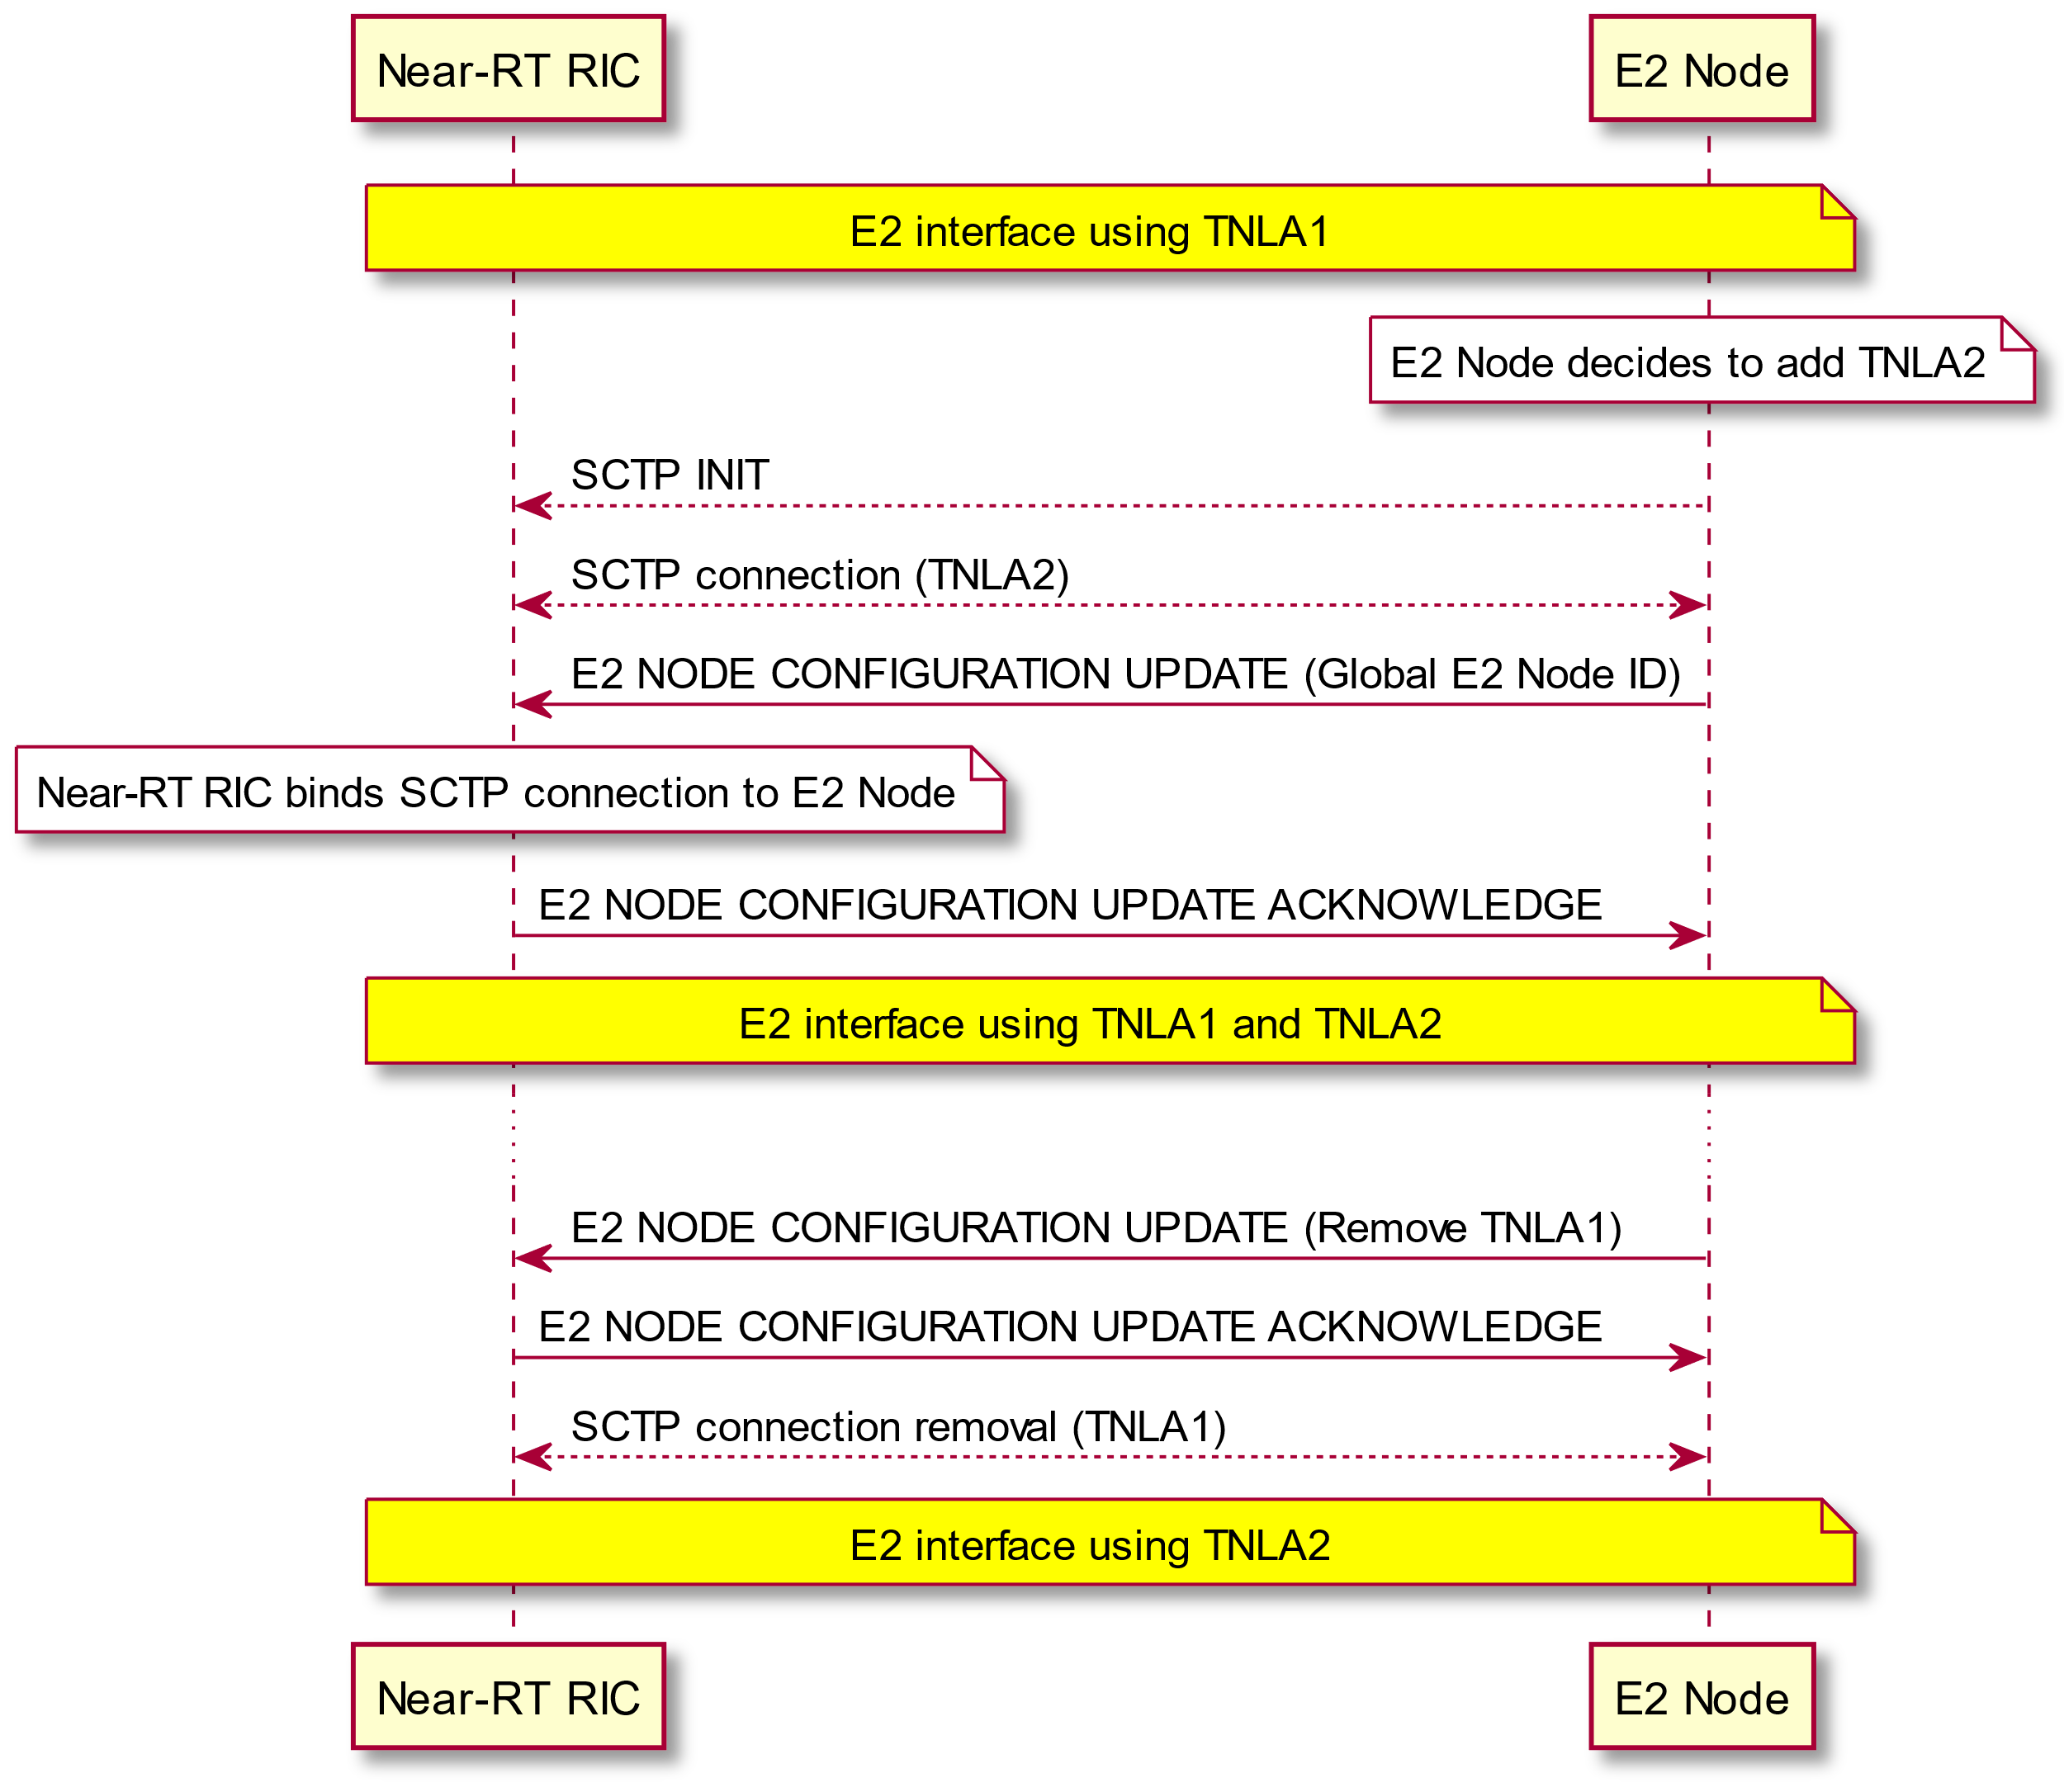 Near-RT RIC
E2 Node
E2 interface using TNLA1
E2 Node decides to add TNLA2
SCTP INIT
SCTP connection (TNLA2)
E2 NODE CONFIGURATION UPDATE (Global E2 Node ID)
Near-RT RIC binds SCTP connection to E2 Node
E2 NODE CONFIGURATION UPDATE ACKNOWLEDGE
E2 interface using TNLA1 and TNLA2
E2 NODE CONFIGURATION UPDATE (Remove TNLA1)
E2 NODE CONFIGURATION UPDATE ACKNOWLEDGE
SCTP connection removal (TNLA1)
E2 interface using TNLA2
Near-RT RIC
E2 Node